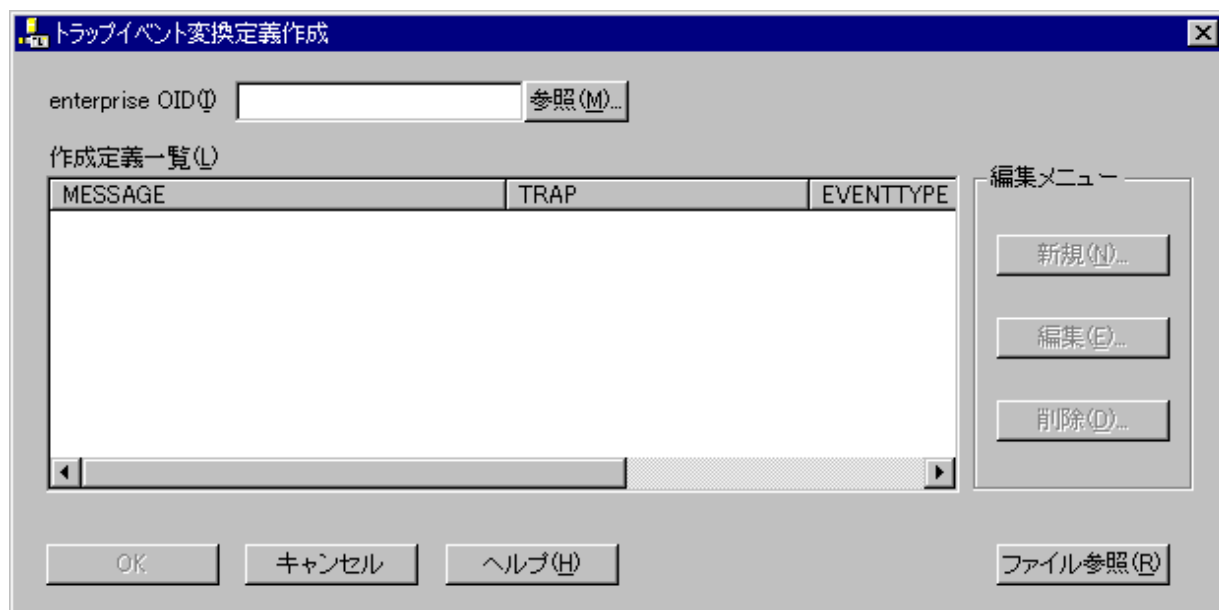 トラップイベント変換定義作成
enterprise OID(I)
参照(M)...
作成定義一覧(L)
MESSAGE TRAP EVENTTYPE
編集メニュー
新規(N)...
編集(E)...
削除(D)...
OK キャンセル ヘルプ(H) ファイル参照(R)